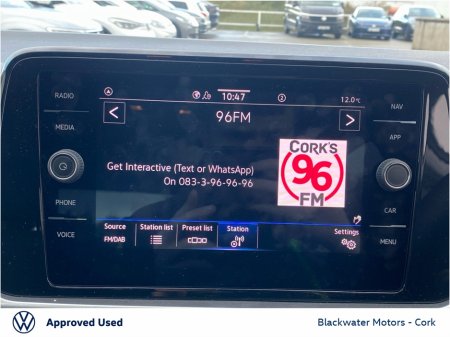 RADIO
MEDIA
PHONE
VOICE
10:47
2
12.0°C
96FM
Get Interactive (Text or WhatsApp)
On 083-3-96-96-96
CORK'S
96
FM
Source
FM/DAB
Station list
Preset list
Station
Settings
NAV
APP
CAR
MENU
Approved Used
Blackwater Motors - Cork